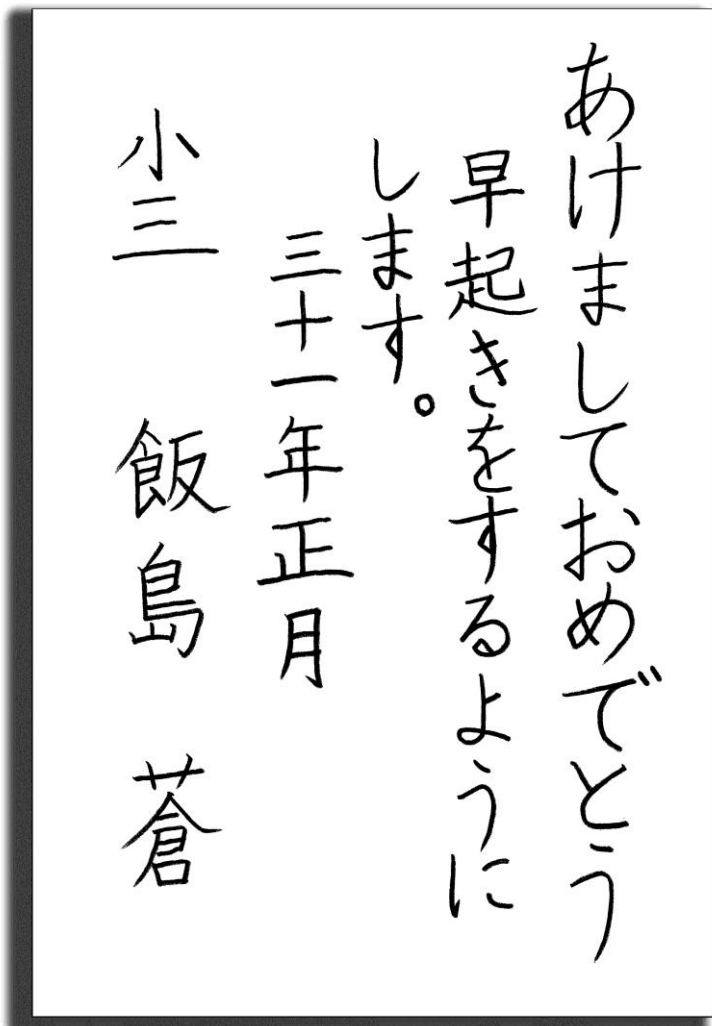 あけましておめでとう
早起きをするように
します。
三十一年正月
小三 飯島 蒼